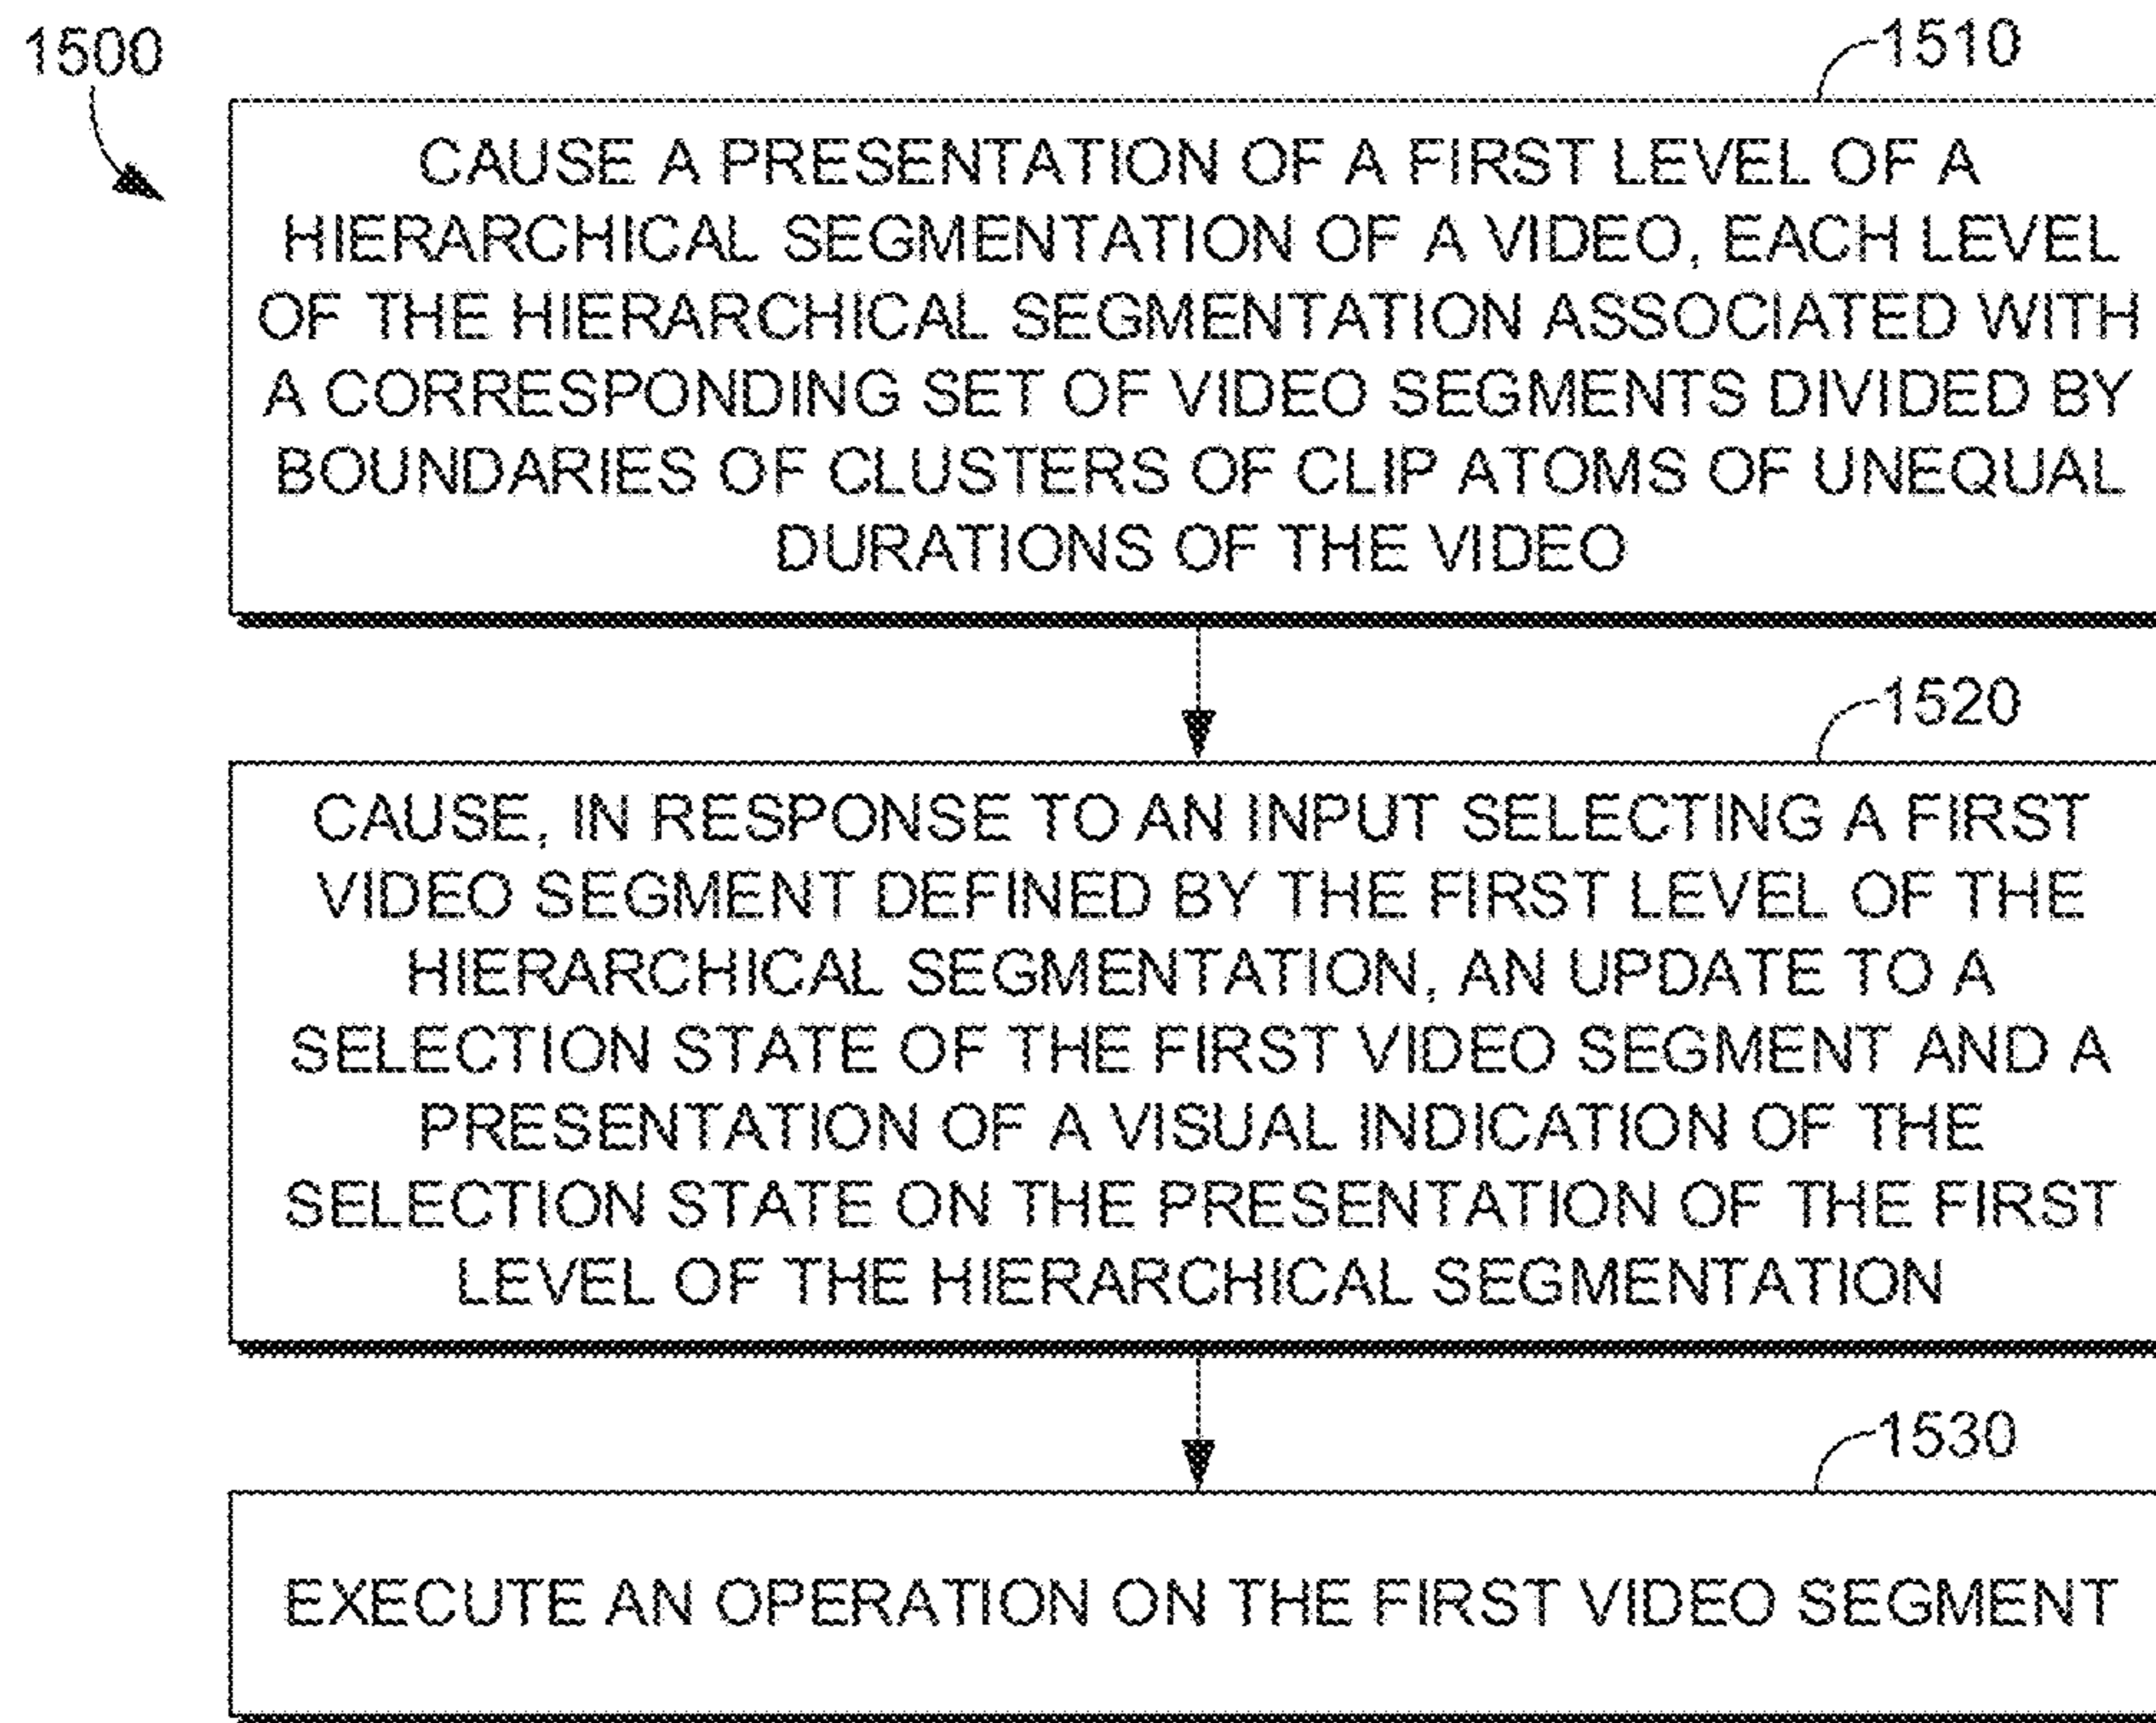 1500
1510
CAUSE A PRESENTATION OF A FIRST LEVEL OF A
HIERARCHICAL SEGMENTATION OF A VIDEO, EACH LEVEL
OF THE HIERARCHICAL SEGMENTATION ASSOCIATED WITH
A CORRESPONDING SET OF VIDEO SEGMENTS DIVIDED BY
BOUNDARIES OF CLUSTERS OF CLIP ATOMS OF UNEQUAL
DURATIONS OF THE VIDEO
1520
CAUSE, IN RESPONSE TO AN INPUT SELECTING A FIRST
VIDEO SEGMENT DEFINED BY THE FIRST LEVEL OF THE
HIERARCHICAL SEGMENTATION, AN UPDATE TO A
SELECTION STATE OF THE FIRST VIDEO SEGMENT AND A
PRESENTATION OF A VISUAL INDICATION OF THE
SELECTION STATE ON THE PRESENTATION OF THE FIRST
LEVEL OF THE HIERARCHICAL SEGMENTATION
1530
EXECUTE AN OPERATION ON THE FIRST VIDEO SEGMENT